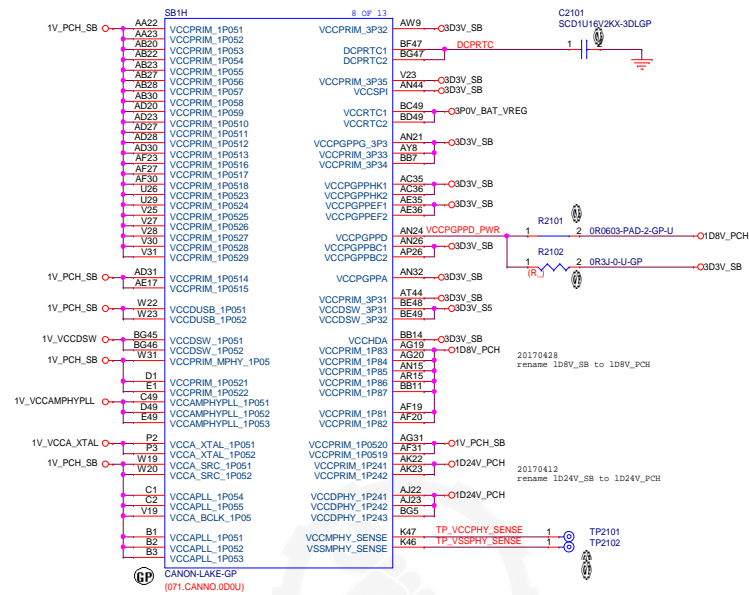 SB1H 8 OF 13
1V_PCH_SB
AA22 VCCPRIM_1P051
AA23 VCCPRIM_1P052
AB20 VCCPRIM_1P053
AB22 VCCPRIM_1P054
AB23 VCCPRIM_1P055
AB27 VCCPRIM_1P056
AB28 VCCPRIM_1P057
AB30 VCCPRIM_1P058
AD20 VCCPRIM_1P059
AD23 VCCPRIM_1P0510
AD27 VCCPRIM_1P0511
AD28 VCCPRIM_1P0512
AD30 VCCPRIM_1P0513
AF23 VCCPRIM_1P0516
AF27 VCCPRIM_1P0517
AF30 VCCPRIM_1P0518
U26 VCCPRIM_1P0523
U29 VCCPRIM_1P0524
V25 VCCPRIM_1P0525
V27 VCCPRIM_1P0526
V28 VCCPRIM_1P0527
V30 VCCPRIM_1P0528
V31 VCCPRIM_1P0529
1V_PCH_SB
AD31 VCCPRIM_1P0514
AE17 VCCPRIM_1P0515
1V_PCH_SB
W22 VCCDUSB_1P051
W23 VCCDUSB_1P052
1V_VCCDSW
BG45 VCCDSW_1P051
BG46 VCCDSW_1P052
1V_PCH_SB
W31 VCCPRIM_MPHY_1P05
D1 VCCPRIM_1P0521
E1 VCCPRIM_1P0522
1V_VCCAMPHYPLL
C49 VCCAMPHYPLL_1P051
D49 VCCAMPHYPLL_1P052
E49 VCCAMPHYPLL_1P053
1V_VCCA_XTAL
P2 VCCA_XTAL_1P051
P3 VCCA_XTAL_1P052
1V_PCH_SB
W19 VCCA_SRC_1P051
W20 VCCA_SRC_1P052
C1 VCCAPLL_1P054
C2 VCCAPLL_1P055
V19 VCCA_BCLK_1P05
B1 VCCAPLL_1P051
B2 VCCAPLL_1P052
B3 VCCAPLL_1P053
VCCPRIM_3P32 AW9 3D3V_SB
DCPRTC1 BF47 DCPRTC
DCPRTC2 BG47
C2101
SCD1U16V2KX-3DLGP
1 2
VCCPRIM_3P35 V23 3D3V_SB
VCCSPI AN44 3D3V_SB
VCCRTC1 BC49 3P0V_BAT_VREG
VCCRTC2 BD49
VCCPGPPG_3P3 AN21 3D3V_SB
VCCPRIM_3P33 AY8
VCCPRIM_3P34 BB7
VCCPGPPHK1 AC35 3D3V_SB
VCCPGPPHK2 AC36
VCCPGPPEF1 AE35 3D3V_SB
VCCPGPPEF2 AE36
VCCPGPPD AN24 VCCPGPPD_PWR
VCCPGPPBC1 AN26 3D3V_SB
VCCPGPPBC2 AP26
R2101
1 2 0R0603-PAD-2-GP-U 1D8V_PCH
R2102
1 2 0R3J-0-U-GP 3D3V_SB
(R_)
VCCPGPPA AN32 3D3V_SB
VCCPRIM_3P31 AT44 3D3V_SB
VCCDSW_3P31 BE48 3D3V_S5
VCCDSW_3P32 BE49
VCCHDA BB14 3D3V_SB
VCCPRIM_1P83 AG19 1D8V_PCH
VCCPRIM_1P84 AG20
VCCPRIM_1P85 AN15
VCCPRIM_1P86 AR15
VCCPRIM_1P87 BB11
20170428
rename 1D8V_SB to 1D8V_PCH
VCCPRIM_1P81 AF19
VCCPRIM_1P82 AF20
VCCPRIM_1P0520 AG31 1V_PCH_SB
VCCPRIM_1P0519 AF31
VCCPRIM_1P241 AK22 1D24V_PCH
VCCPRIM_1P242 AK23
20170412
rename 1D24V_SB to 1D24V_PCH
VCCDPHY_1P241 AJ22 1D24V_PCH
VCCDPHY_1P242 AJ23
VCCDPHY_1P243 BG5
VCCMPHY_SENSE K47 TP_VCCPHY_SENSE 1 TP2101
VSSMPHY_SENSE K46 TP_VSSPHY_SENSE 1 TP2102
GP
CANON-LAKE-GP
(071.CANNO.0D0U)